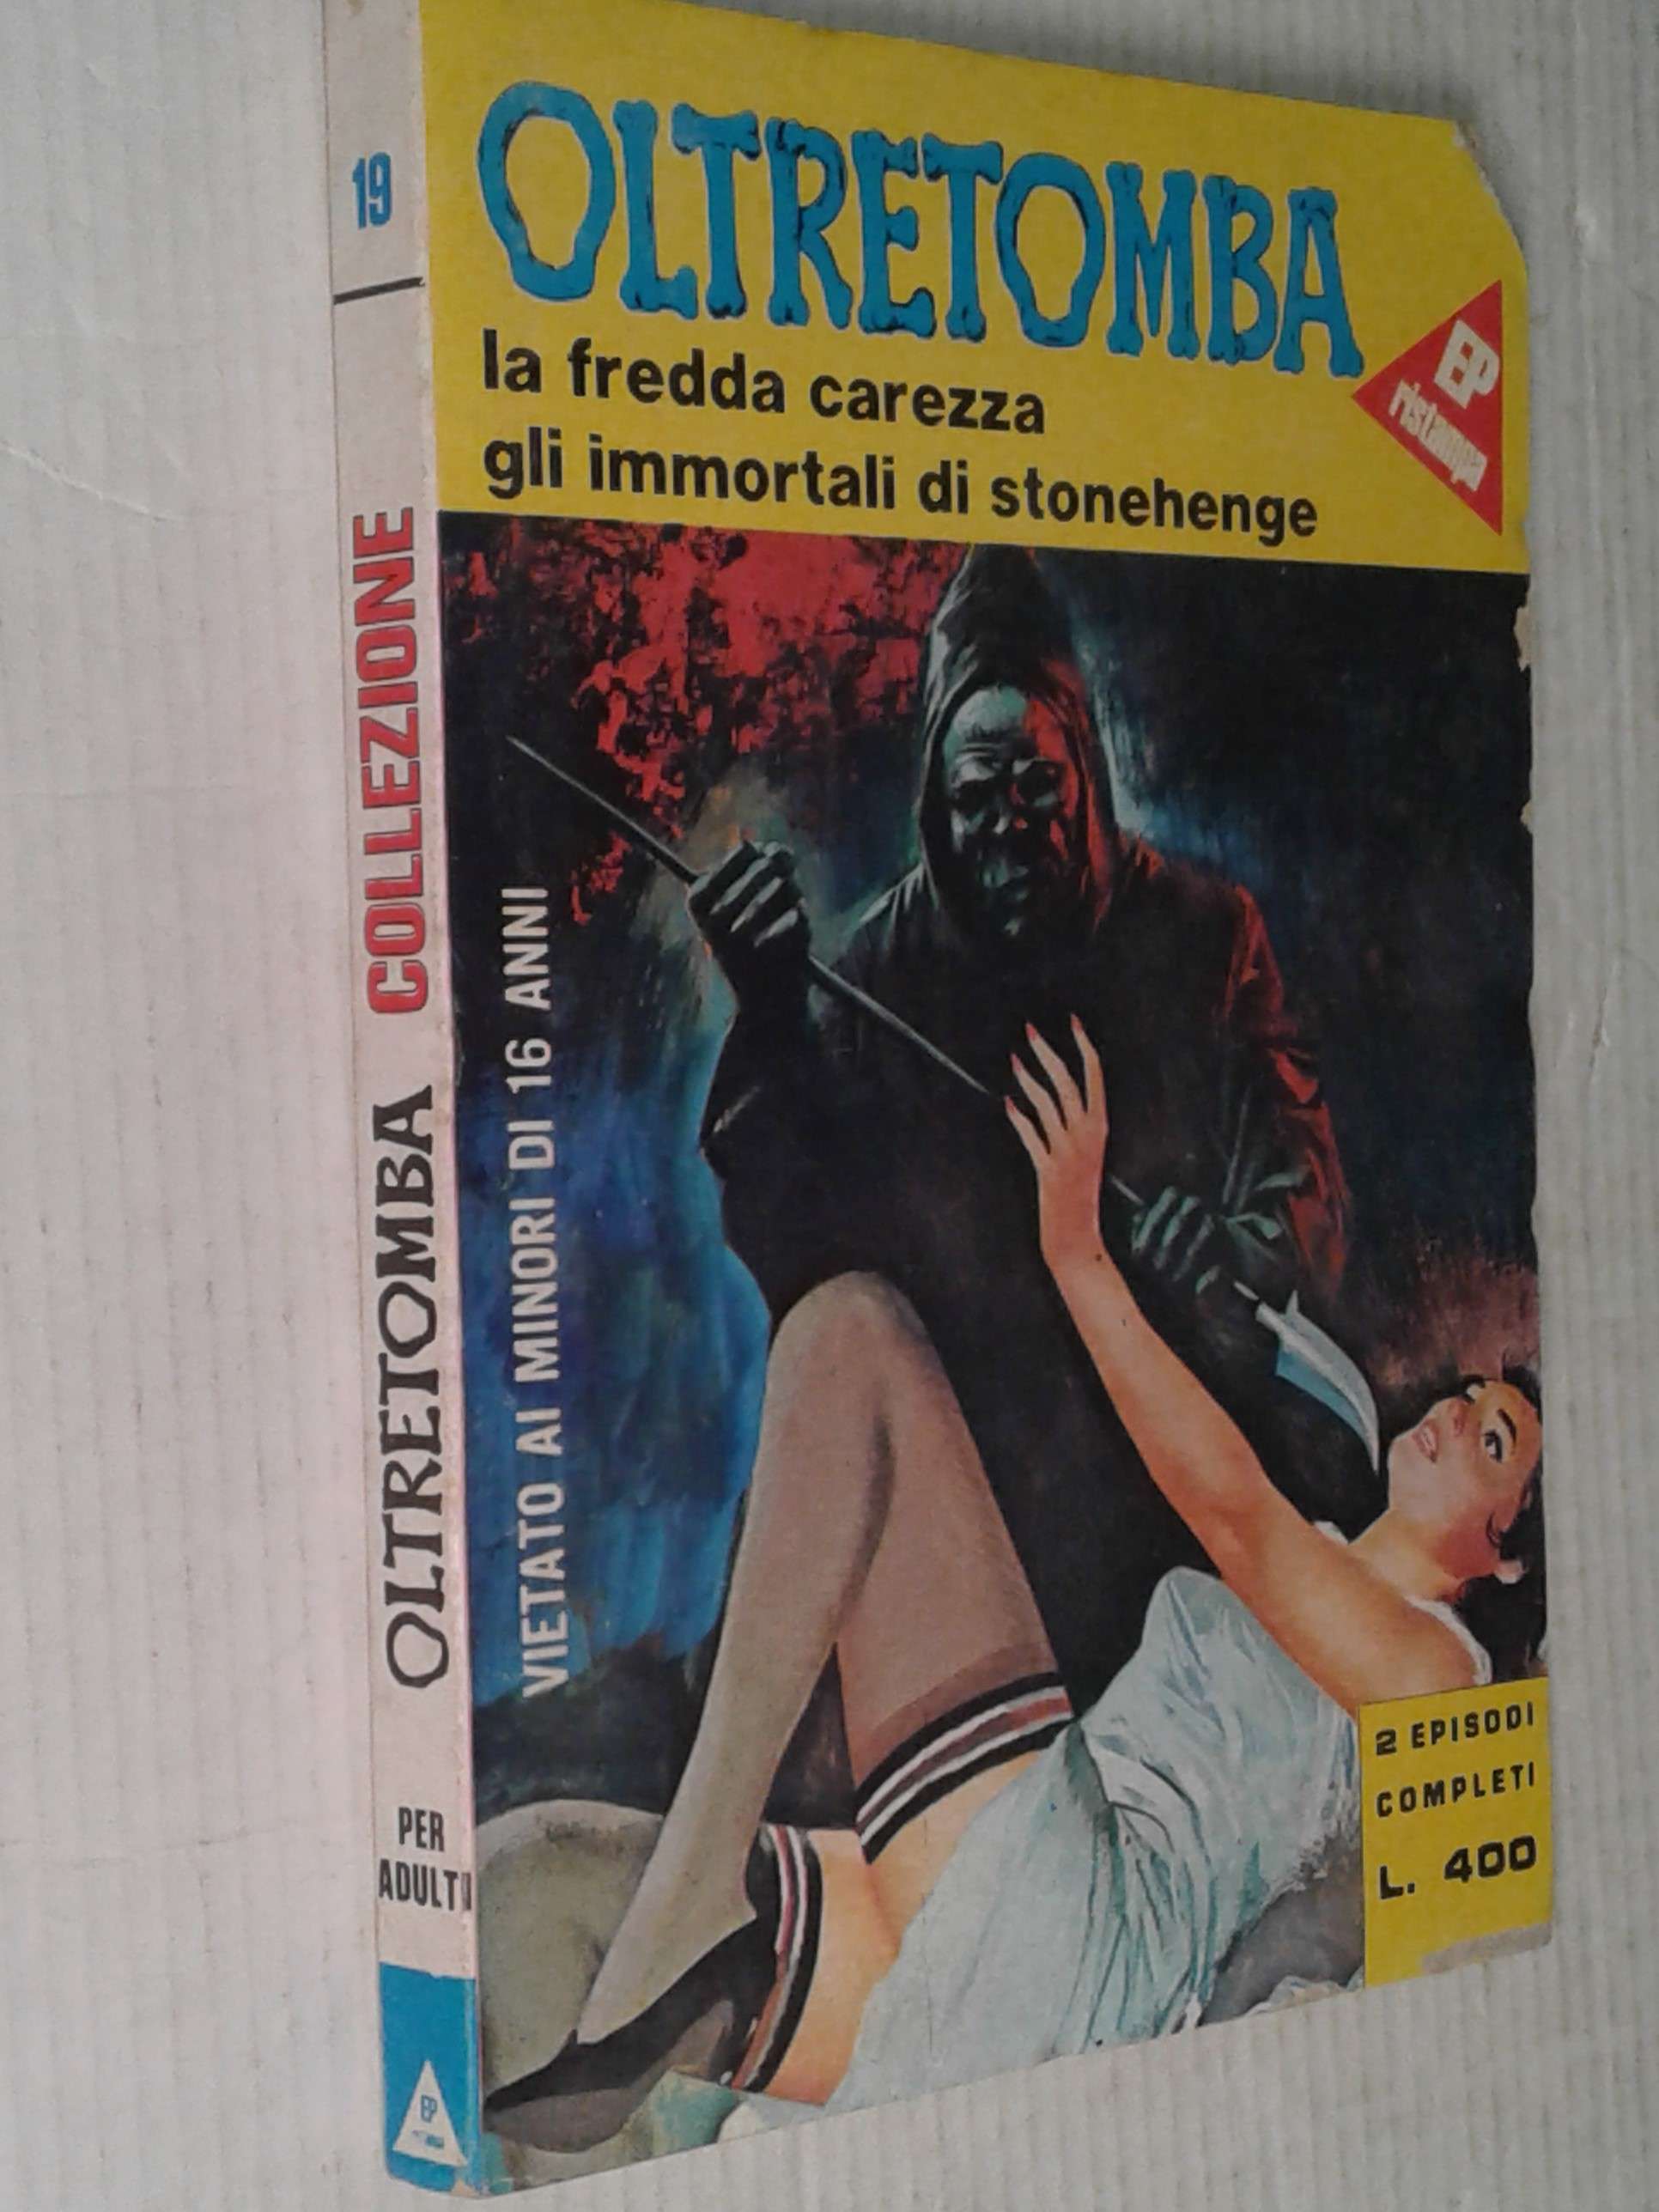 OLTRETOMBA
la fredda carezza
gli immortali di stonehenge
EP
ristampa
VIETATO AI MINORI DI 16 ANNI
2 EPISODI
COMPLETI
L. 400
19
COLLEZIONE
OLTRETOMBA
PER
ADULTI
EP